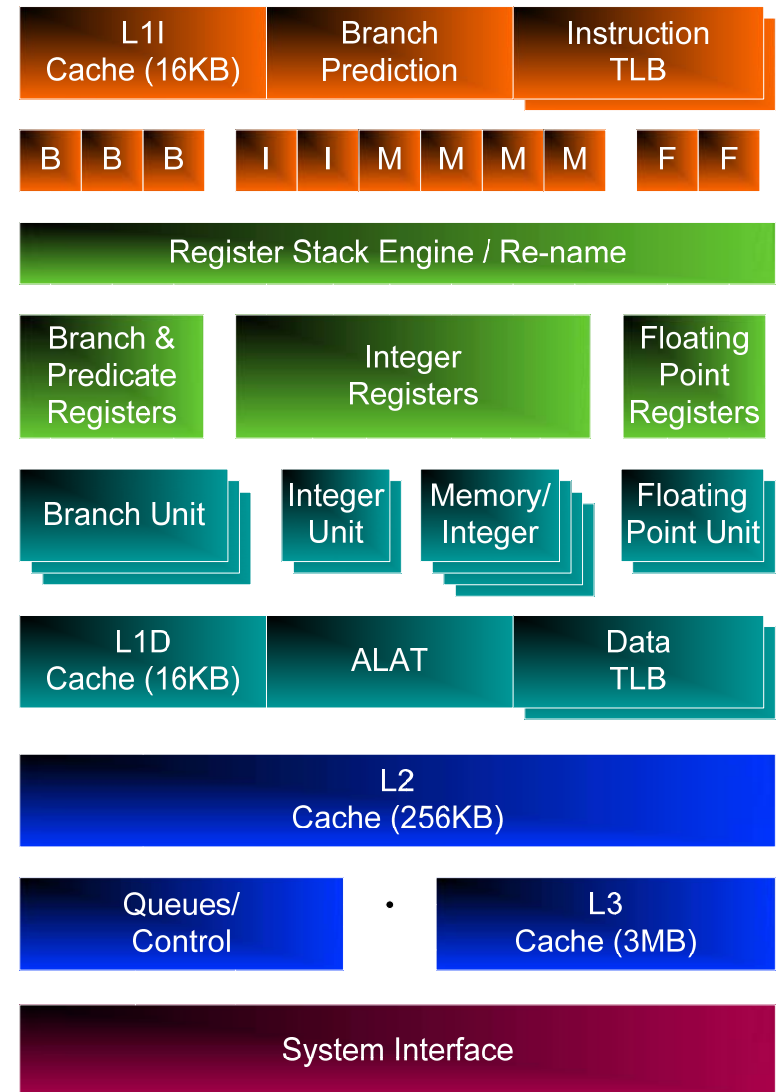 L1I
Cache (16KB)
Branch
Prediction
Instruction
TLB
B B B I I M M M M F F
Register Stack Engine / Re-name
Branch &
Predicate
Registers
Integer
Registers
Floating
Point
Registers
Branch Unit
Integer
Unit
Memory/
Integer
Floating
Point Unit
L1D
Cache (16KB)
ALAT
Data
TLB
L2
Cache (256KB)
Queues/
Control
L3
Cache (3MB)
System Interface